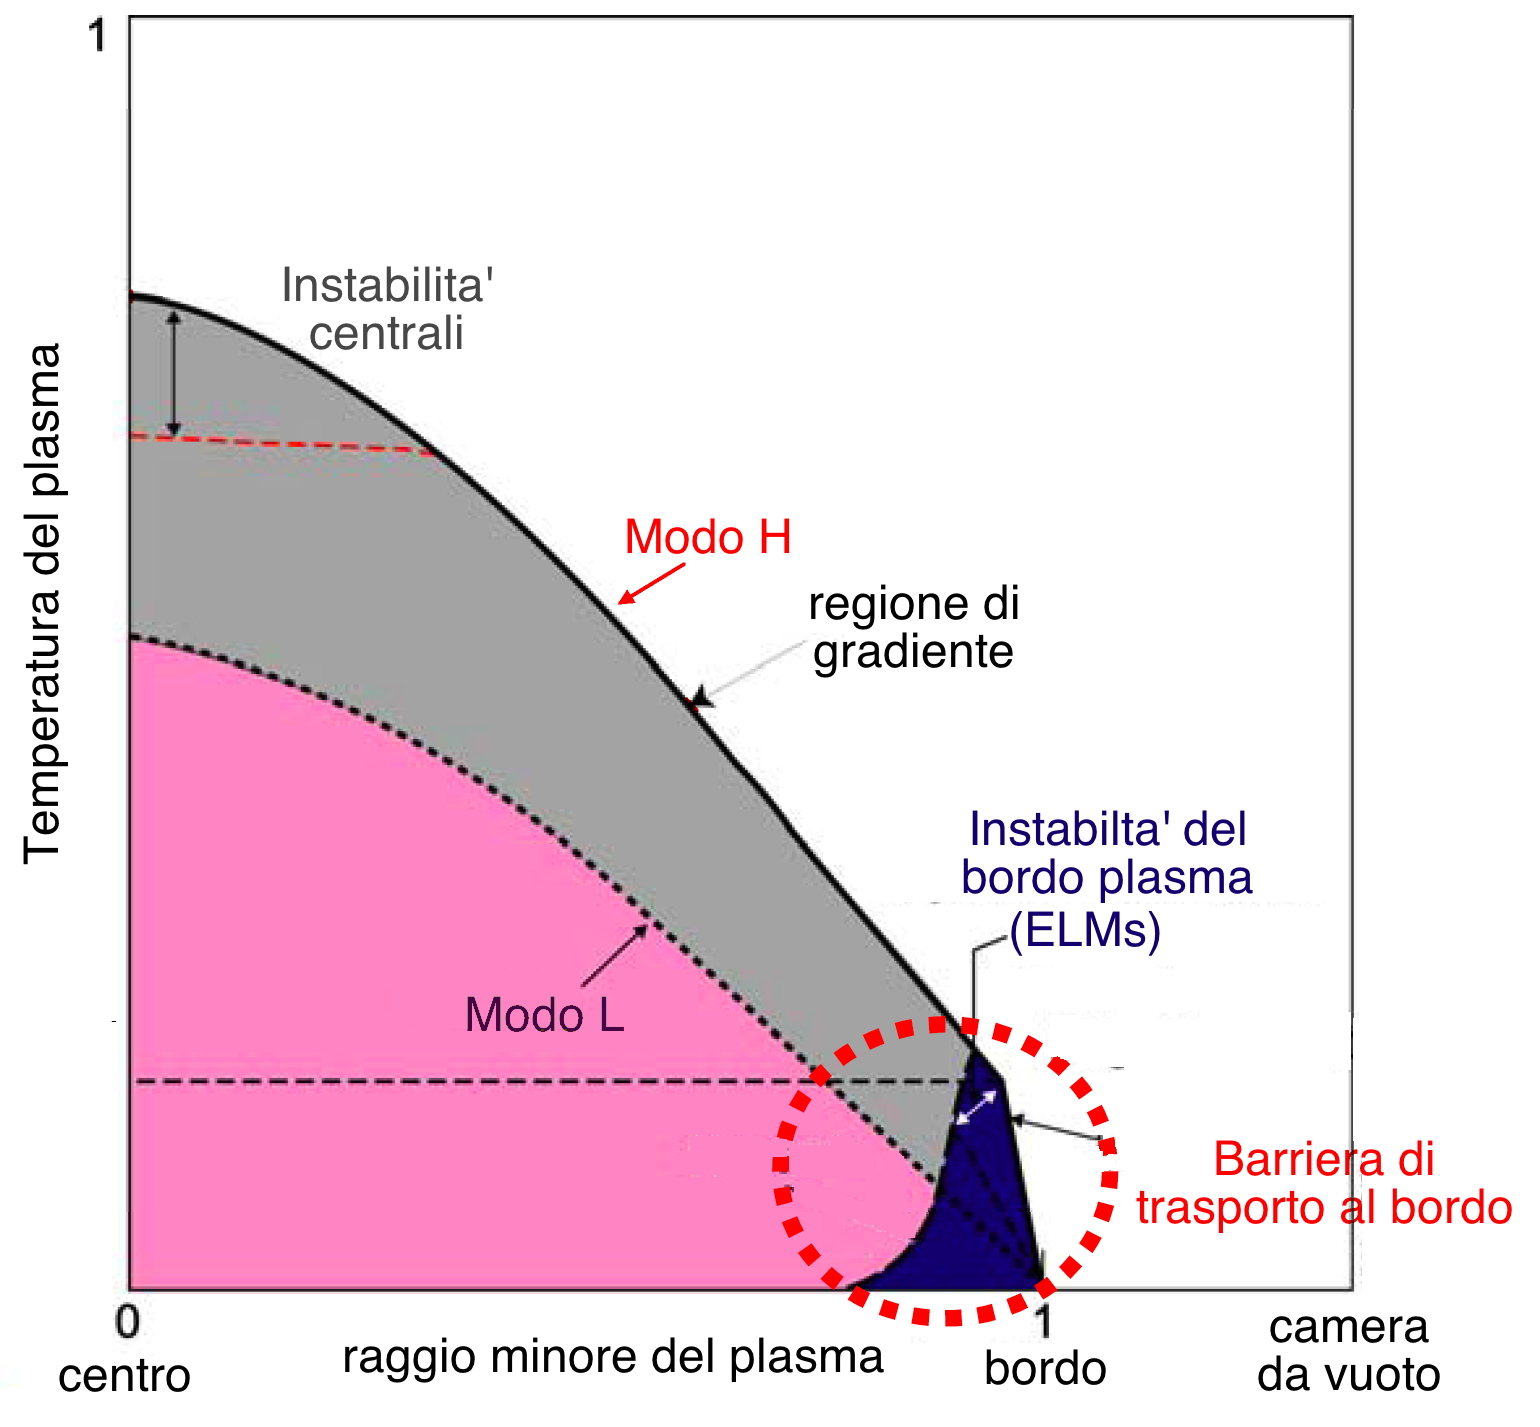 1
Instabilita'
centrali
Temperatura del plasma
Modo H
regione di
gradiente
Instabilta' del
bordo plasma
(ELMs)
Modo L
Barriera di
trasporto al bordo
0
1
centro
raggio minore del plasma
bordo
camera
da vuoto